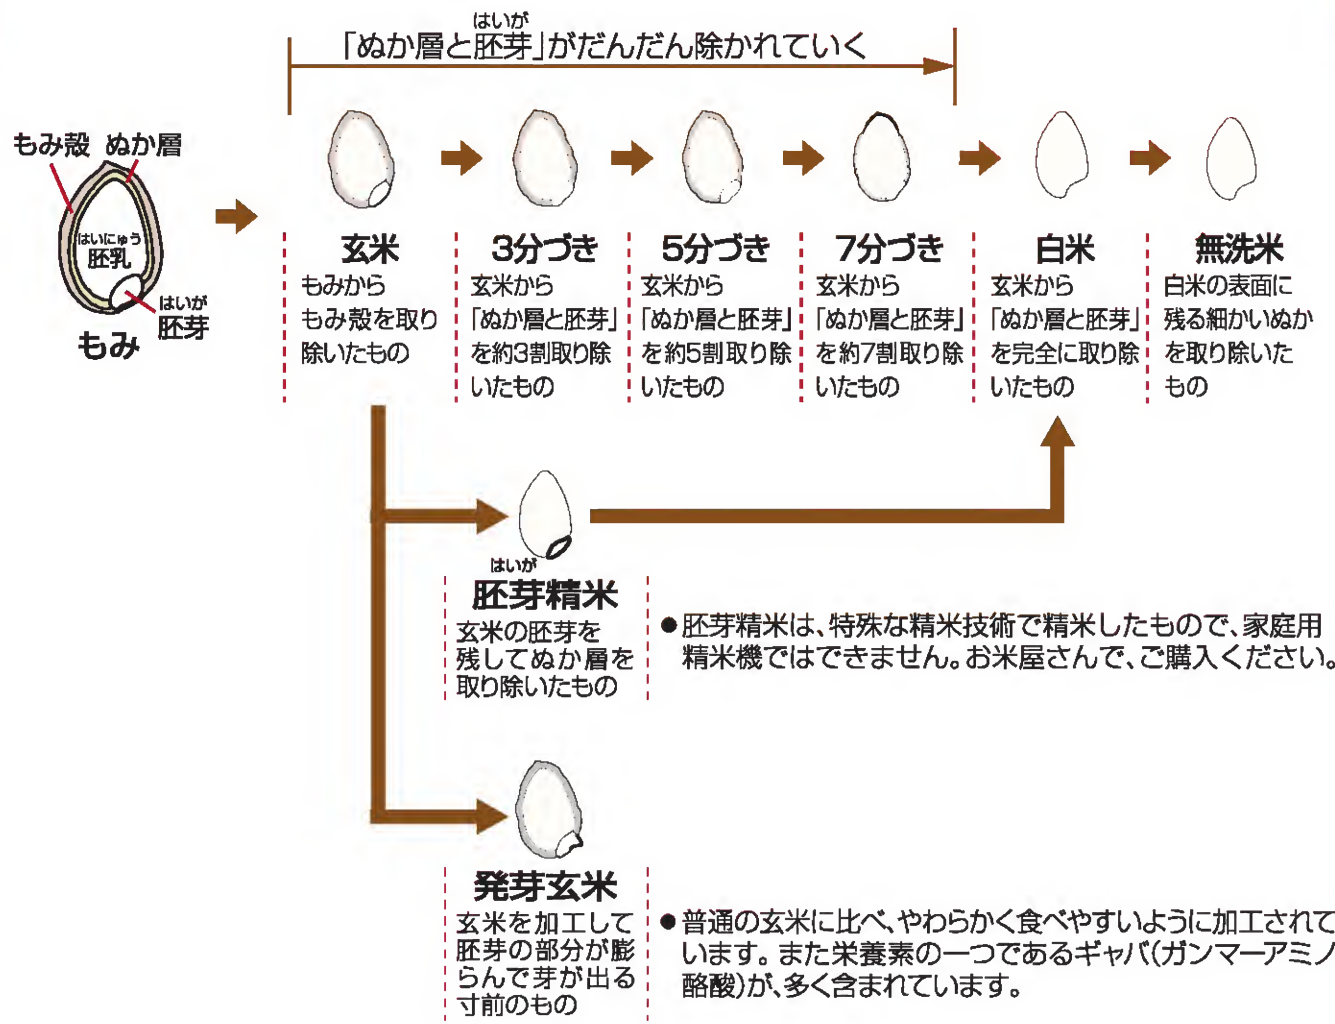 はいが
「ぬか層と胚芽」がだんだん除かれていく
もみ殻 ぬか層
はいにゅう
胚乳
はいが
胚芽
もみ
玄米
もみから
もみ殻を取り
除いたもの
3分づき
玄米から
「ぬか層と胚芽」
を約3割取り除
いたもの
5分づき
玄米から
「ぬか層と胚芽」
を約5割取り除
いたもの
7分づき
玄米から
「ぬか層と胚芽」
を約7割取り除
いたもの
白米
玄米から
「ぬか層と胚芽」
を完全に取り除
いたもの
無洗米
白米の表面に
残る細かいぬか
を取り除いた
もの
はいが
胚芽精米
玄米の胚芽を
残してぬか層を
取り除いたもの
●胚芽精米は、特殊な精米技術で精米したもので、家庭用
精米機ではできません。お米屋さんで、ご購入ください。
発芽玄米
玄米を加工して
胚芽の部分が膨
らんで芽が出る
寸前のもの
●普通の玄米に比べ、やわらかく食べやすいように加工されて
います。また栄養素の一つであるギャバ(ガンマーアミノ
酪酸)が、多く含まれています。